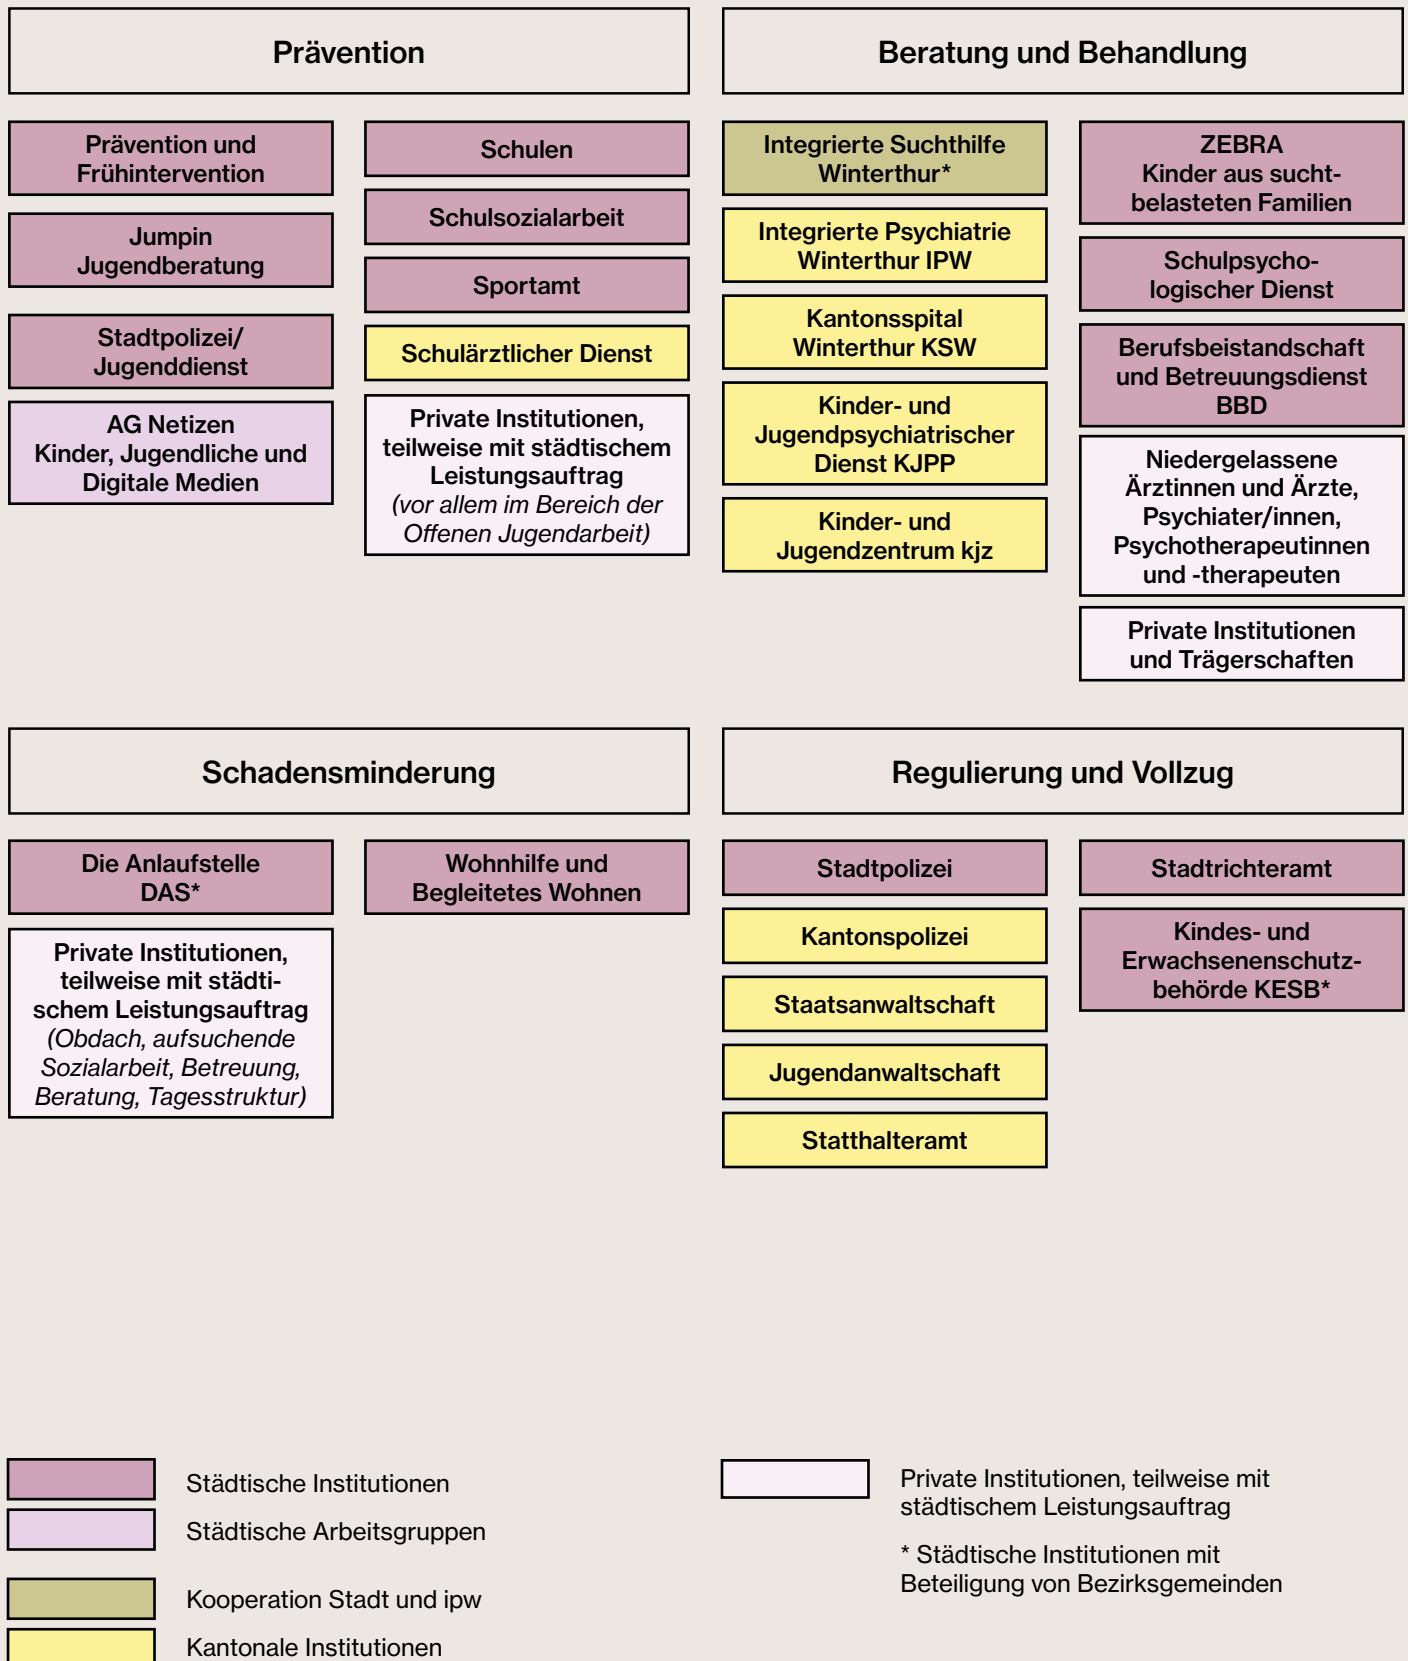 Prävention
Prävention und
Frühintervention
Jumpin
Jugendberatung
Stadtpolizei/
Jugenddienst
AG Netizen
Kinder, Jugendliche und
Digitale Medien
Schulen
Schulsozialarbeit
Sportamt
Schulärztlicher Dienst
Private Institutionen,
teilweise mit städtischem
Leistungsauftrag
(vor allem im Bereich der
Offenen Jugendarbeit)
Beratung und Behandlung
Integrierte Suchthilfe
Winterthur*
Integrierte Psychiatrie
Winterthur IPW
Kantonsspital
Winterthur KSW
Kinder- und
Jugendpsychiatrischer
Dienst KJPP
Kinder- und
Jugendzentrum kjz
ZEBRA
Kinder aus sucht-
belasteten Familien
Schulpsycho-
logischer Dienst
Berufsbeistandschaft
und Betreuungsdienst
BBD
Niedergelassene
Ärztinnen und Ärzte,
Psychiater/innen,
Psychotherapeutinnen
und -therapeuten
Private Institutionen
und Trägerschaften
Schadensminderung
Die Anlaufstelle
DAS*
Private Institutionen,
teilweise mit städti-
schem Leistungsauftrag
(Obdach, aufsuchende
Sozialarbeit, Betreuung,
Beratung, Tagesstruktur)
Wohnhilfe und
Begleitetes Wohnen
Regulierung und Vollzug
Stadtpolizei
Kantonspolizei
Staatsanwaltschaft
Jugendanwaltschaft
Statthalteramt
Stadtrichteramt
Kindes- und
Erwachsenenschutz-
behörde KESB*
Städtische Institutionen
Städtische Arbeitsgruppen
Kooperation Stadt und ipw
Kantonale Institutionen
Private Institutionen, teilweise mit
städtischem Leistungsauftrag
* Städtische Institutionen mit
Beteiligung von Bezirksgemeinden